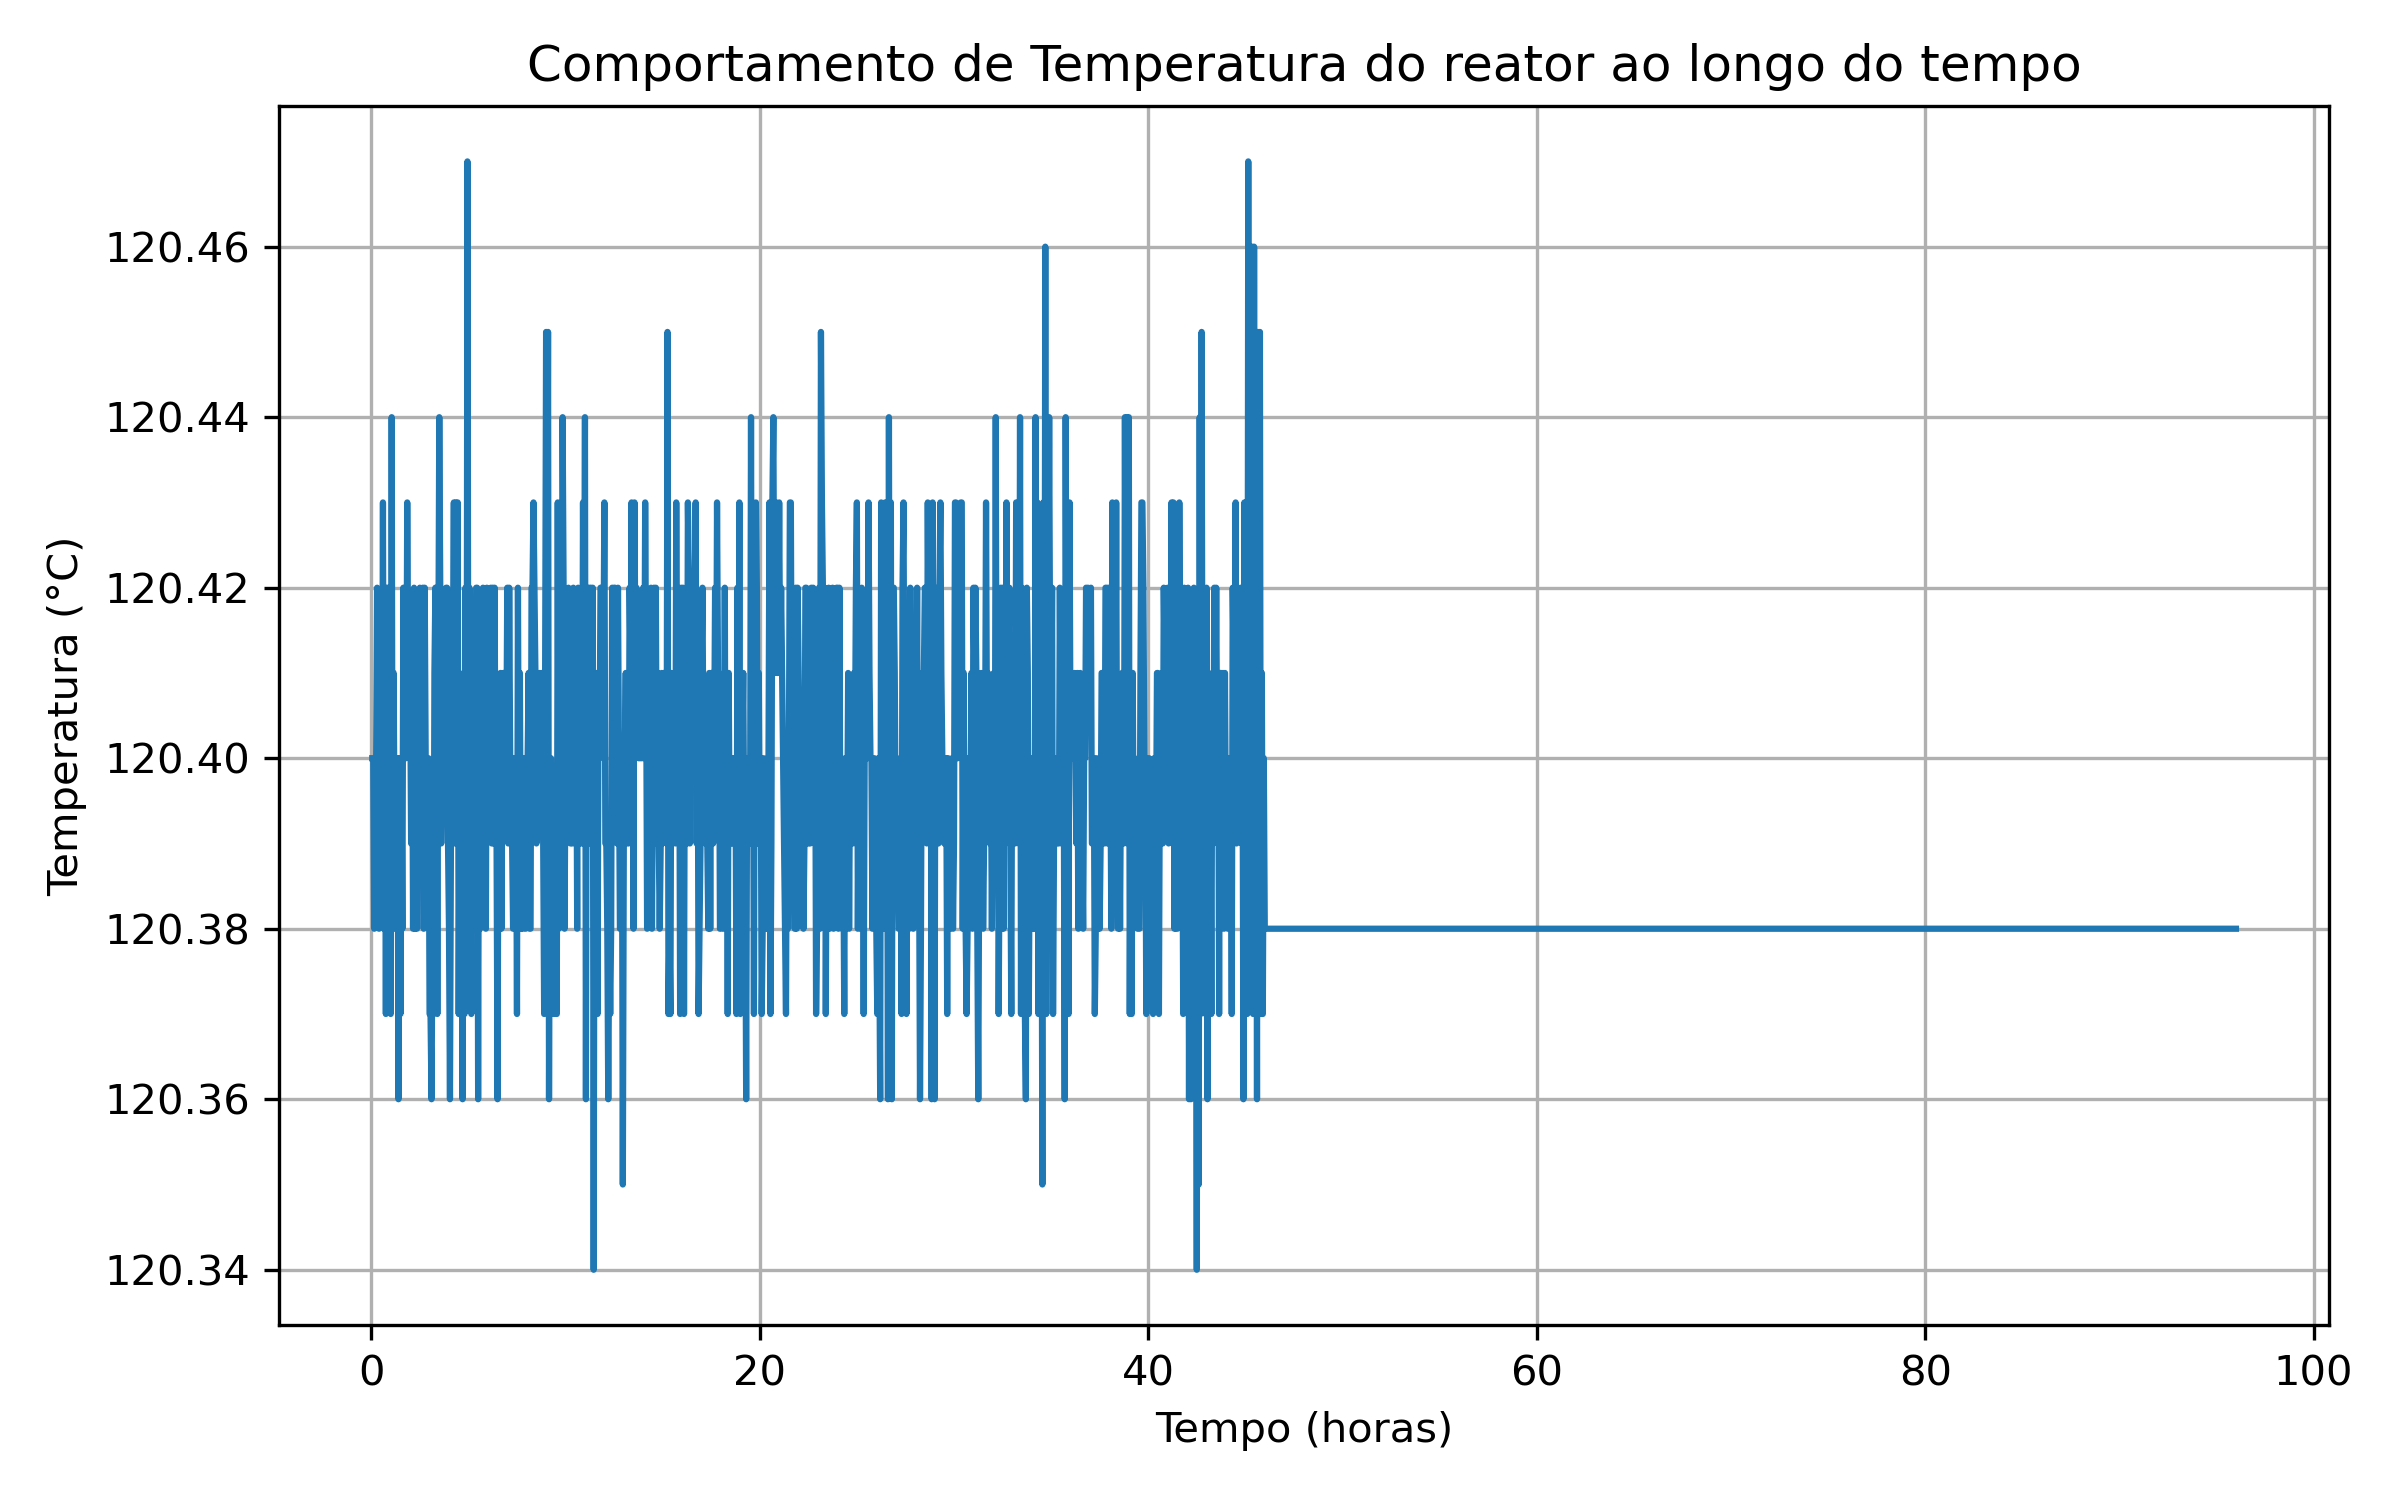 Comportamento de Temperatura do reator ao longo do tempo
120.46
120.44
120.42
120.40
120.38
120.36
120.34
Temperatura (°C)
0 20 40 60 80 100
Tempo (horas)